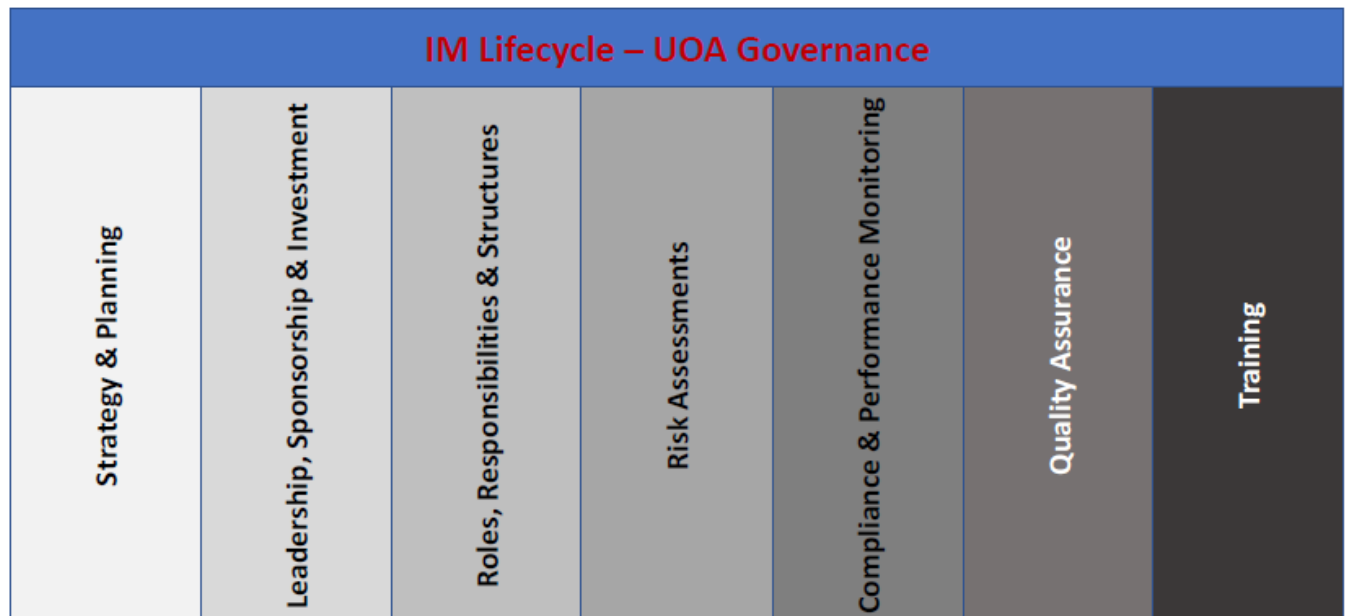 IM Lifecycle – UOA Governance
Strategy & Planning
Leadership, Sponsorship & Investment
Roles, Responsibilities & Structures
Risk Assessments
Compliance & Performance Monitoring
Quality Assurance
Training